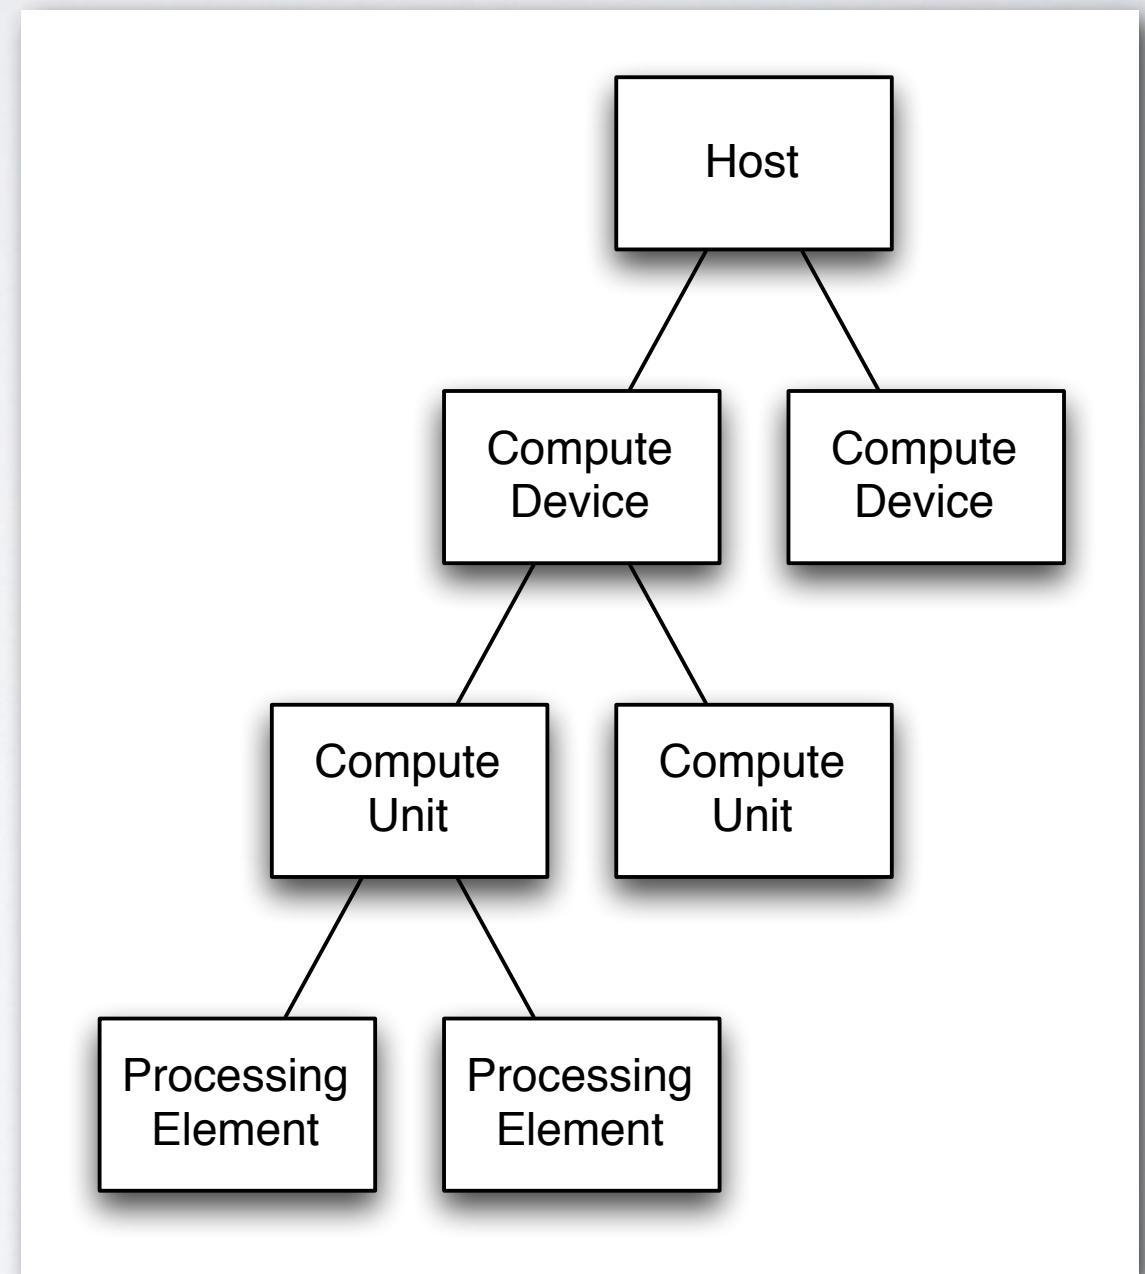 Host
Compute
Device
Compute
Device
Compute
Unit
Compute
Unit
Processing
Element
Processing
Element